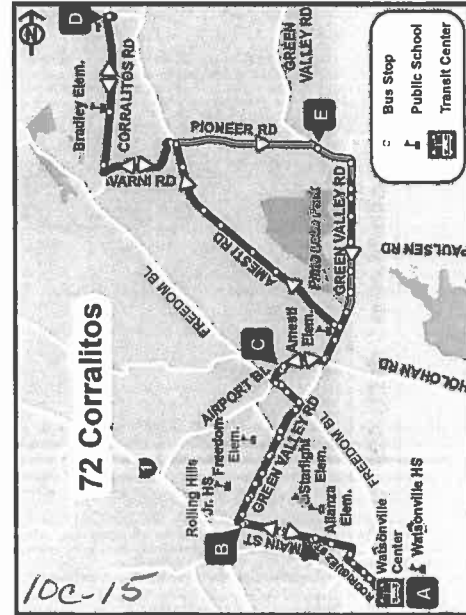 72 Corralitos
D
Bradley Elem.
CORRALITOS RD
VARNI RD
PIONEER RD
GREEN
VALLEY RD
E
AMESTI RD
GREEN VALLEY RD
FREEDOM BL
Amesti
Elem.
C
AIRPORT BL
PAULSEN RD
HOLOHAN RD
1
Rolling Hills
Jr. HS
Freedom
Elem.
GREEN VALLEY RD
FREEDOM BL
Starlight
Elem.
Alianza
Elem.
B
MAIN ST
RODRIGUEZ ST
Watsonville
Center
Watsonville HS
A
Bus Stop
Public School
Transit Center
10C-15